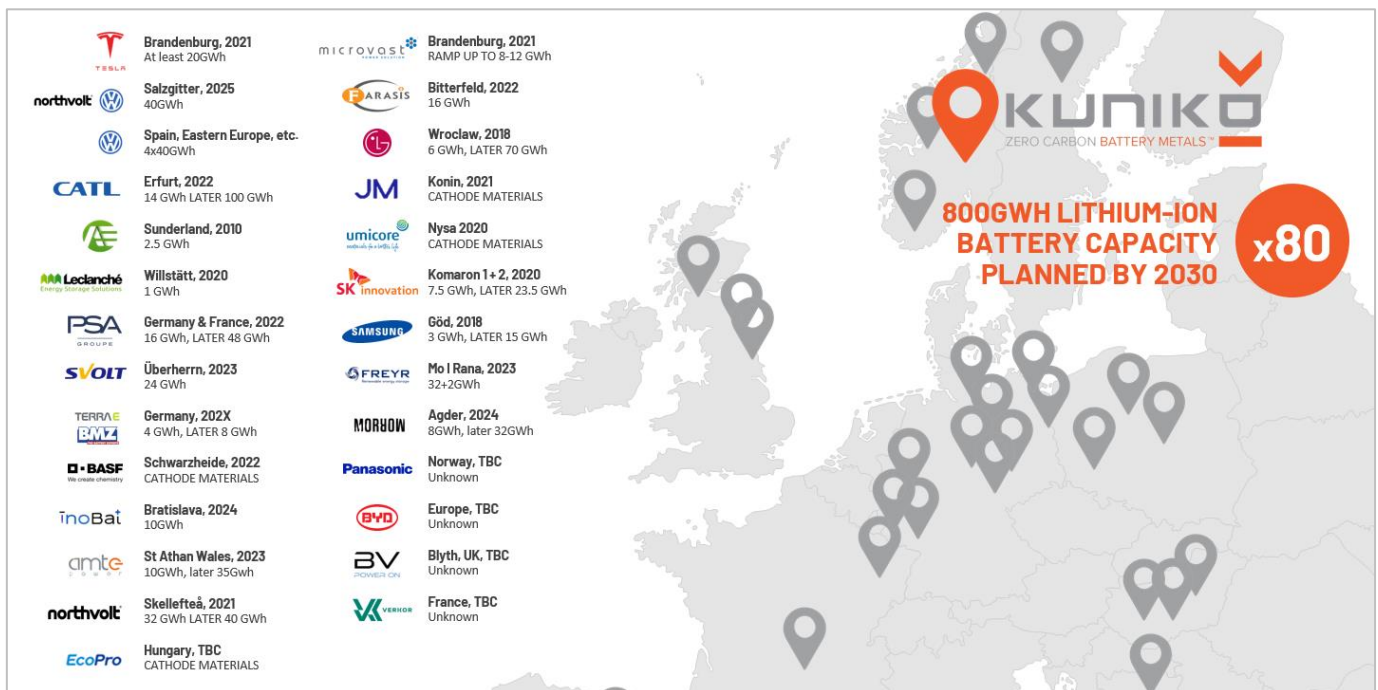 TESLA
Brandenburg, 2021
At least 20GWh
northvolt
Salzgitter, 2025
40GWh
Spain, Eastern Europe, etc.
4x40GWh
CATL
Erfurt, 2022
14 GWh LATER 100 GWh
Sunderland, 2010
2.5 GWh
Leclanché
Energy Storage Solutions
Willstätt, 2020
1 GWh
PSA
GROUPE
Germany & France, 2022
16 GWh, LATER 48 GWh
SVOLT
Überherrn, 2023
24 GWh
TERRAE
BMZ
Germany, 202X
4 GWh, LATER 8 GWh
BASF
We create chemistry
Schwarzheide, 2022
CATHODE MATERIALS
inoBat
Bratislava, 2024
10GWh
amte
power
St Athan Wales, 2023
10GWh, later 35Gwh
northvolt
Skellefteå, 2021
32 GWh LATER 40 GWh
EcoPro
Hungary, TBC
CATHODE MATERIALS
microvast
POWER SOLUTION
Brandenburg, 2021
RAMP UP TO 8-12 GWh
FARASIS
Bitterfeld, 2022
16 GWh
LG
Wroclaw, 2018
6 GWh, LATER 70 GWh
JM
Konin, 2021
CATHODE MATERIALS
umicore
materials for a better life
Nysa 2020
CATHODE MATERIALS
SK innovation
Komaron 1 + 2, 2020
7.5 GWh, LATER 23.5 GWh
SAMSUNG
Göd, 2018
3 GWh, LATER 15 GWh
FREYR
Renewable energy storage
Mo I Rana, 2023
32+2GWh
MORROW
Agder, 2024
8GWh, later 32GWh
Panasonic
Norway, TBC
Unknown
BYD
Europe, TBC
Unknown
BV
POWER ON
Blyth, UK, TBC
Unknown
VERKOR
France, TBC
Unknown
KUNIKO
ZERO CARBON BATTERY METALS™
800GWH LITHIUM-ION
BATTERY CAPACITY
PLANNED BY 2030
x80